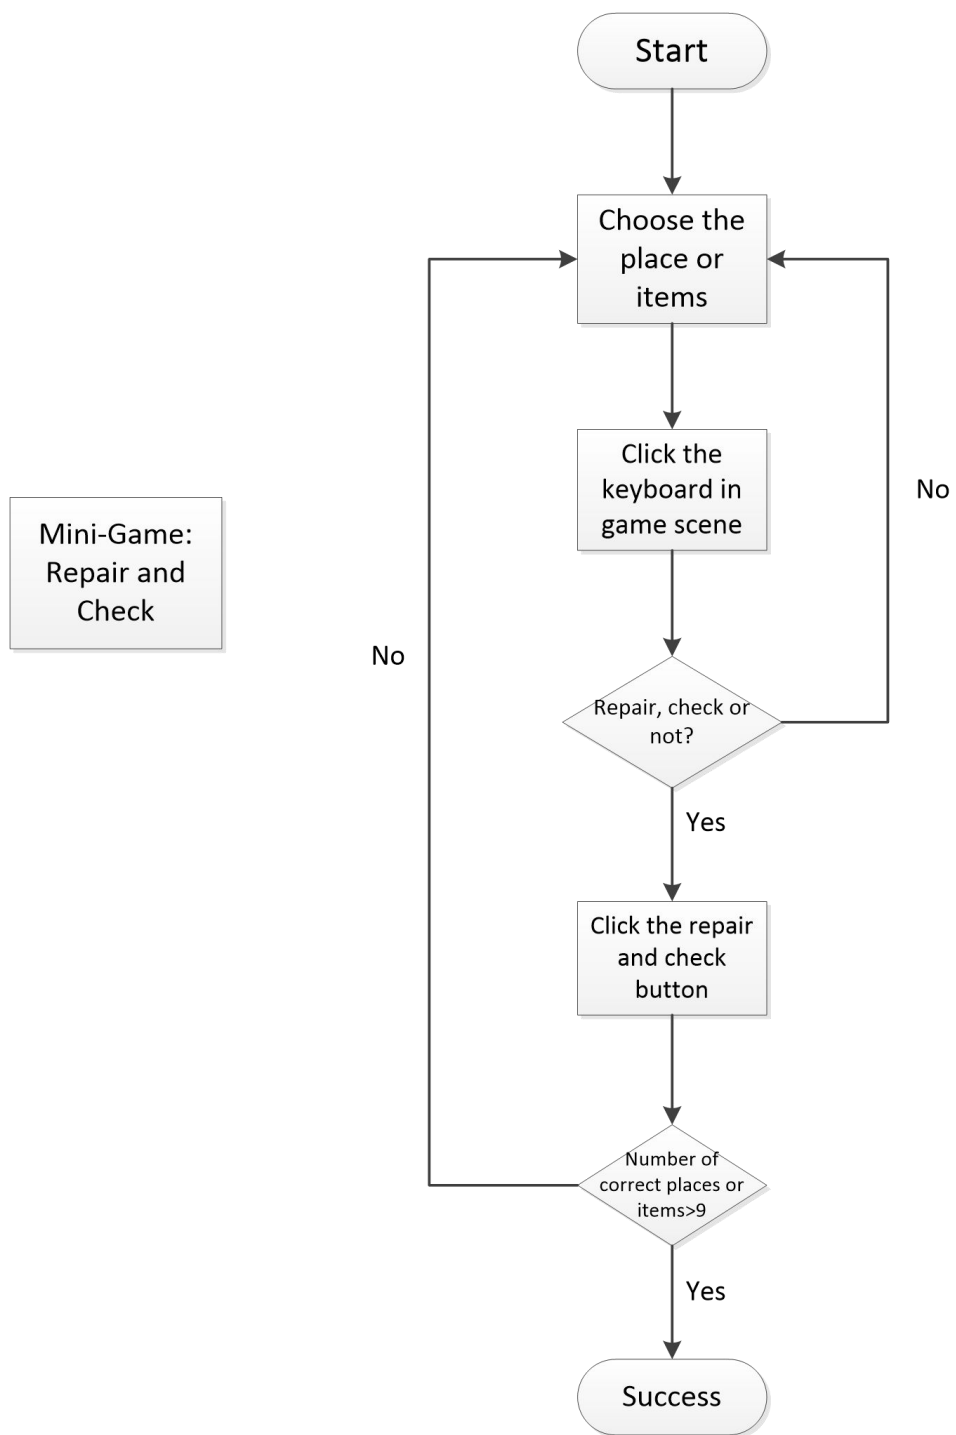 Start
Choose the
place or
items
Click the
keyboard in
game scene
No
Mini-Game:
Repair and
Check
No
Repair, check or
not?
Yes
Click the repair
and check
button
Number of
correct places or
items>9
Yes
Success